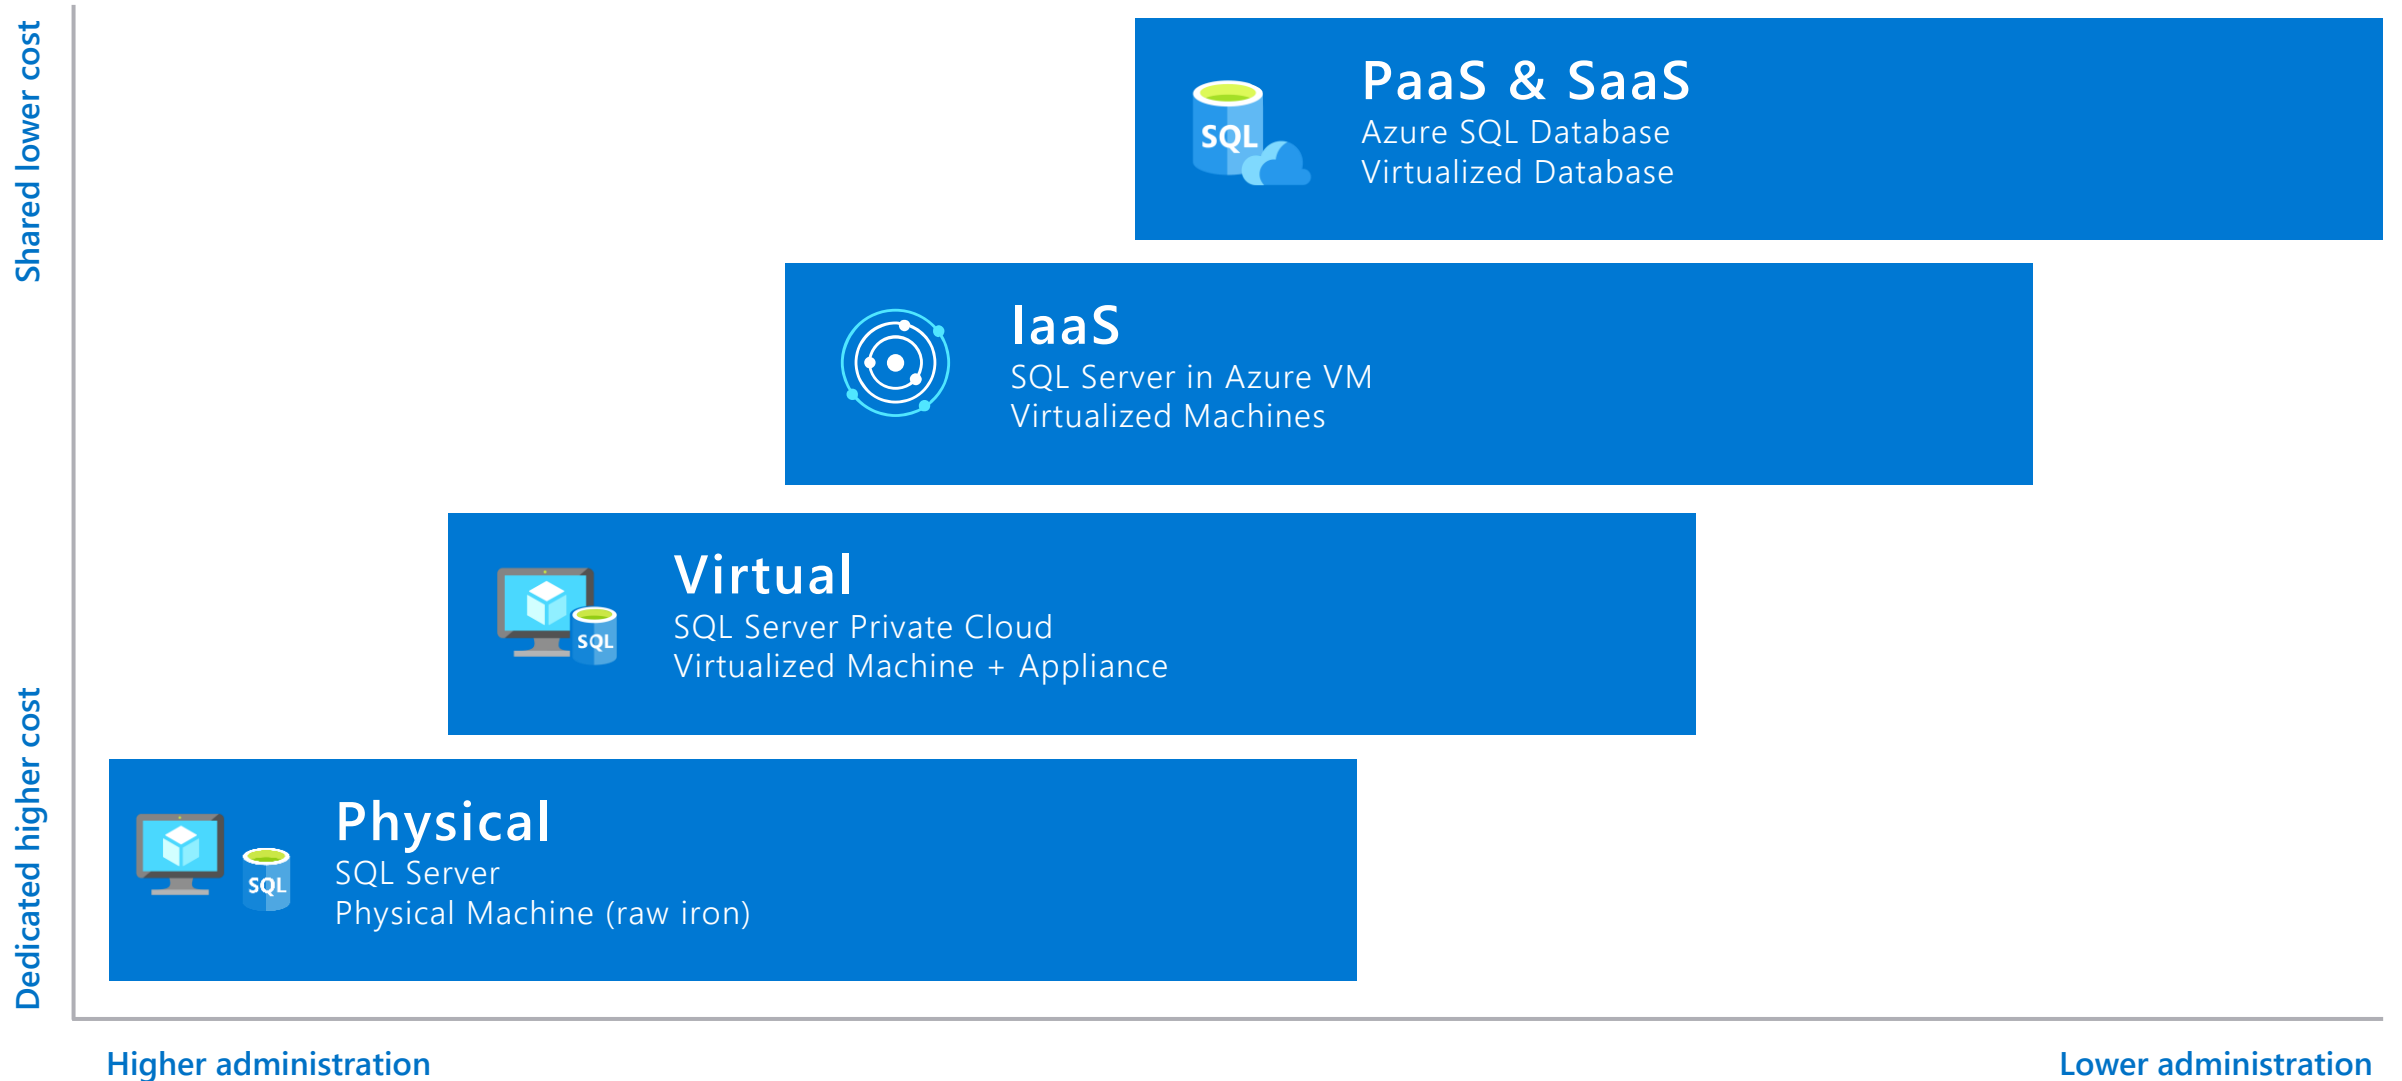 Shared lower cost
PaaS & SaaS
Azure SQL Database
Virtualized Database
SQL
IaaS
SQL Server in Azure VM
Virtualized Machines
Virtual
SQL Server Private Cloud
Virtualized Machine + Appliance
SQL
Dedicated higher cost
Physical
SQL Server
Physical Machine (raw iron)
SQL
Higher administration
Lower administration